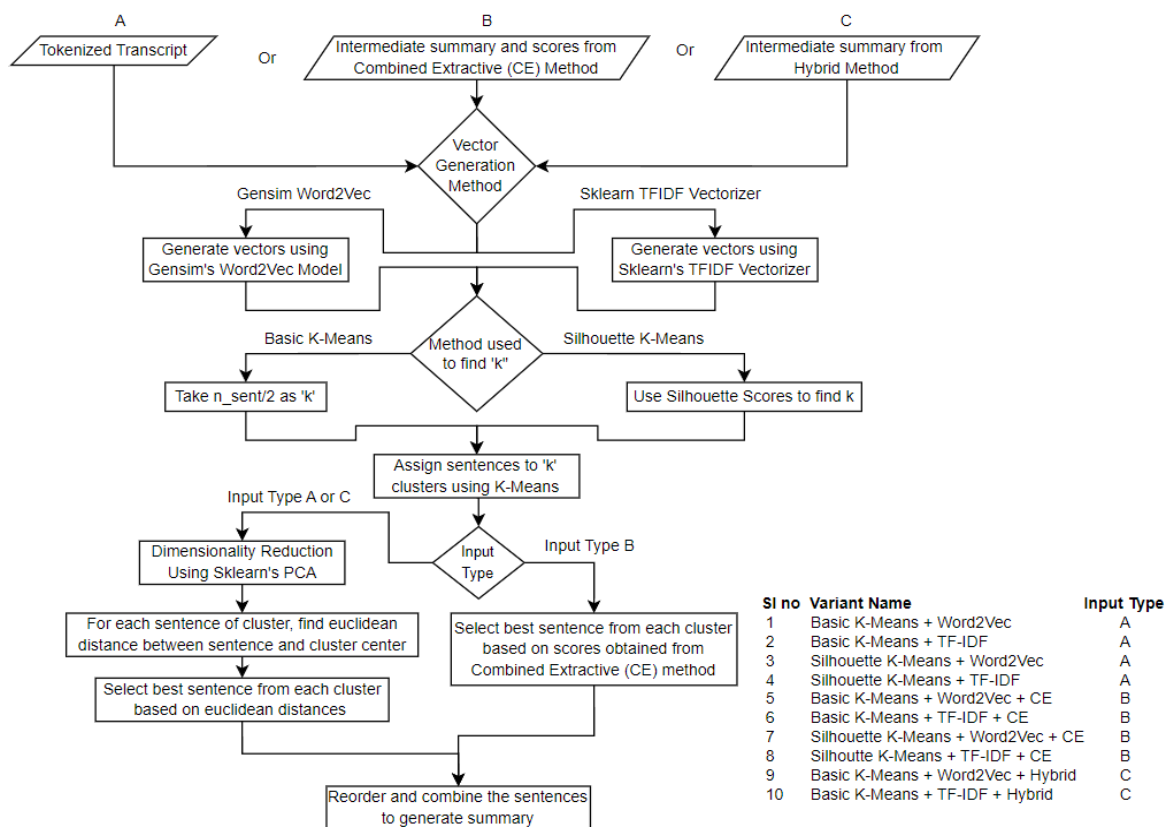 A
B
C
Tokenized Transcript
Or
Intermediate summary and scores from
Combined Extractive (CE) Method
Or
Intermediate summary from
Hybrid Method
Vector
Generation
Method
Gensim Word2Vec
Sklearn TFIDF Vectorizer
Generate vectors using
Gensim's Word2Vec Model
Generate vectors using
Sklearn's TFIDF Vectorizer
Basic K-Means
Method used
to find 'k"
Silhouette K-Means
Take n_sent/2 as 'k'
Use Silhouette Scores to find k
Assign sentences to 'k'
clusters using K-Means
Input Type A or C
Input
Type
Input Type B
Dimensionality Reduction
Using Sklearn's PCA
For each sentence of cluster, find euclidean
distance between sentence and cluster center
Select best sentence from each cluster
based on euclidean distances
Select best sentence from each cluster
based on scores obtained from
Combined Extractive (CE) method
Reorder and combine the sentences
to generate summary
Sl no Variant Name Input Type
1 Basic K-Means + Word2Vec A
2 Basic K-Means + TF-IDF A
3 Silhouette K-Means + Word2Vec A
4 Silhouette K-Means + TF-IDF A
5 Basic K-Means + Word2Vec + CE B
6 Basic K-Means + TF-IDF + CE B
7 Silhouette K-Means + Word2Vec + CE B
8 Silhoutte K-Means + TF-IDF + CE B
9 Basic K-Means + Word2Vec + Hybrid C
10 Basic K-Means + TF-IDF + Hybrid C